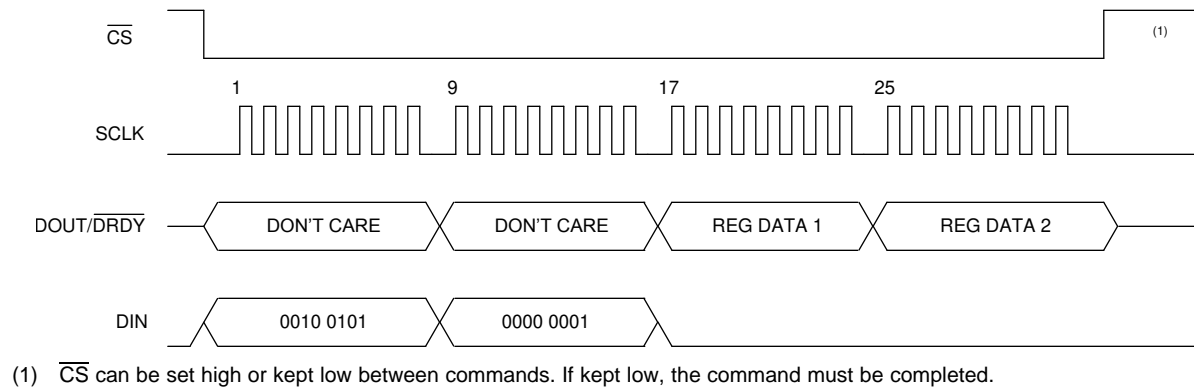 CS
(1)
1 9 17 25
SCLK
DOUT/DRDY DON'T CARE DON'T CARE REG DATA 1 REG DATA 2
DIN 0010 0101 0000 0001
(1) CS can be set high or kept low between commands. If kept low, the command must be completed.